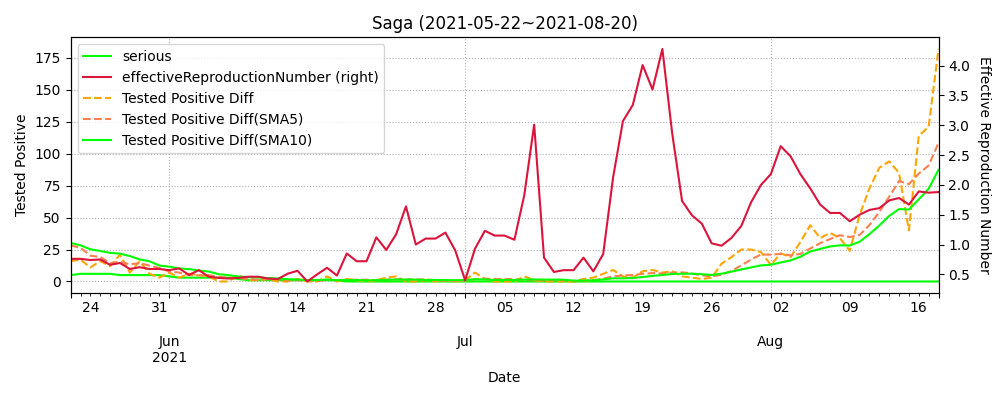 Saga (2021-05-22~2021-08-20)
serious
effectiveReproductionNumber (right)
Tested Positive Diff
Tested Positive Diff(SMA5)
Tested Positive Diff(SMA10)
Tested Positive
175
150
125
100
75
50
25
0
4.0
3.5
3.0
2.5
2.0
1.5
1.0
0.5
Effective Reproduction Number
24 31 07 14 21 28 05 12 19 26 02 09 16
Jun Jul Aug
2021
Date